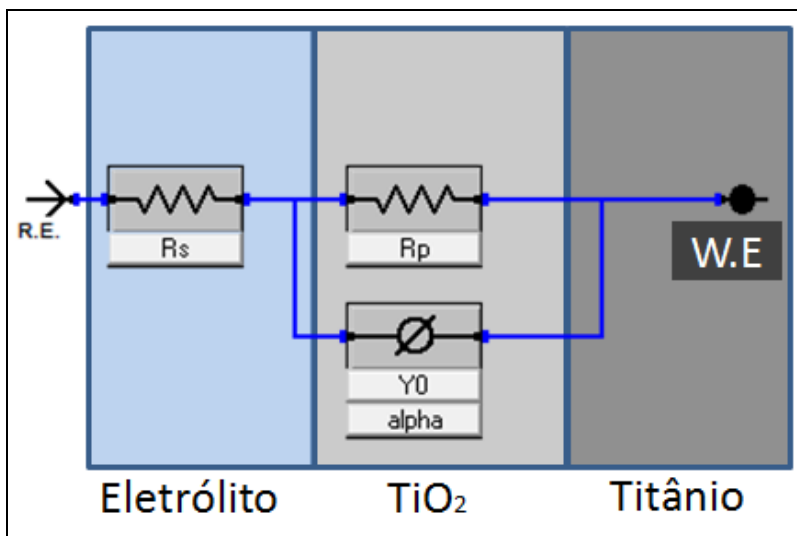 R.E.
Rs
Rp
W.E
Y0
alpha
Eletrólito
TiO₂
Titânio